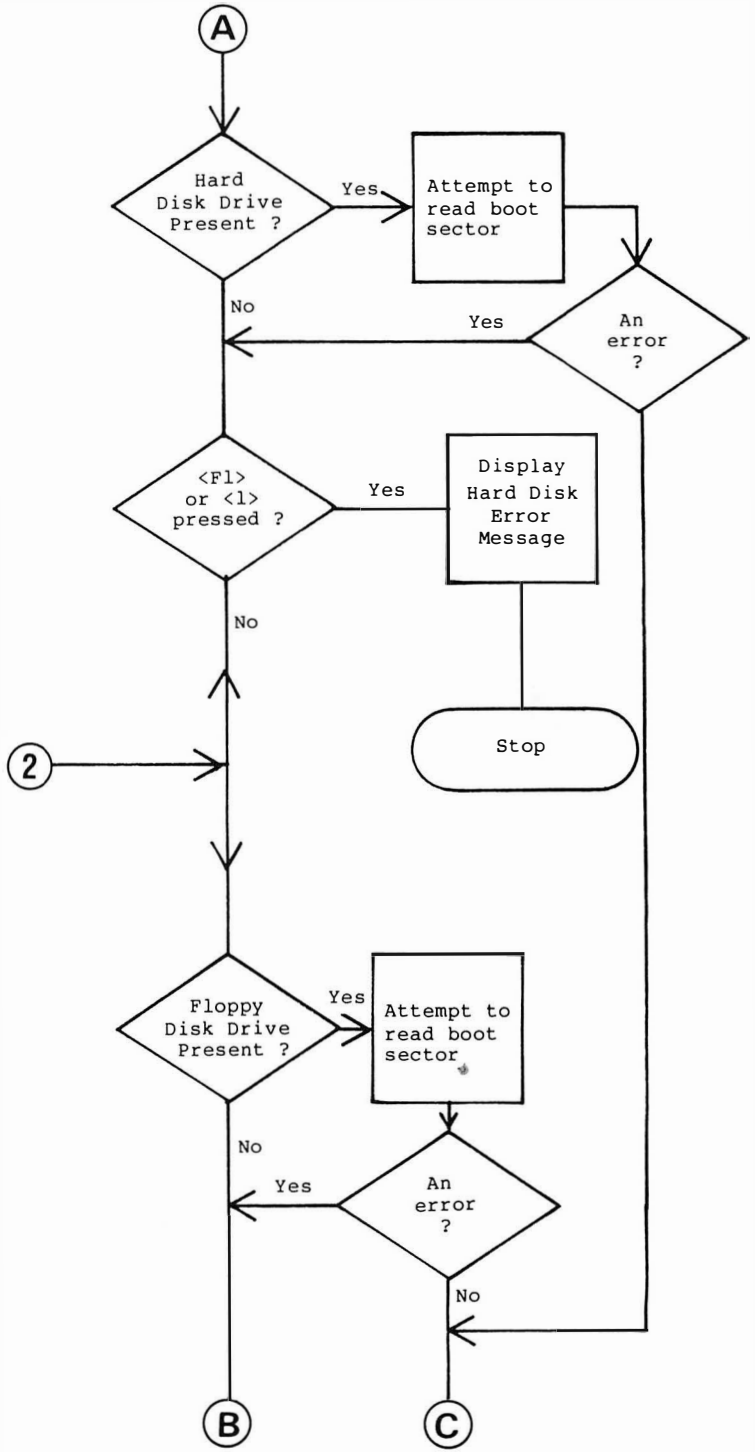 A
Hard
Disk Drive
Present ?
Yes
Attempt to
read boot
sector
No
Yes
An
error
?
<Fl>
or <l>
pressed ?
Yes
Display
Hard Disk
Error
Message
No
Stop
2
Floppy
Disk Drive
Present ?
Yes
Attempt to
read boot
sector
No
Yes
An
error
?
No
B
C